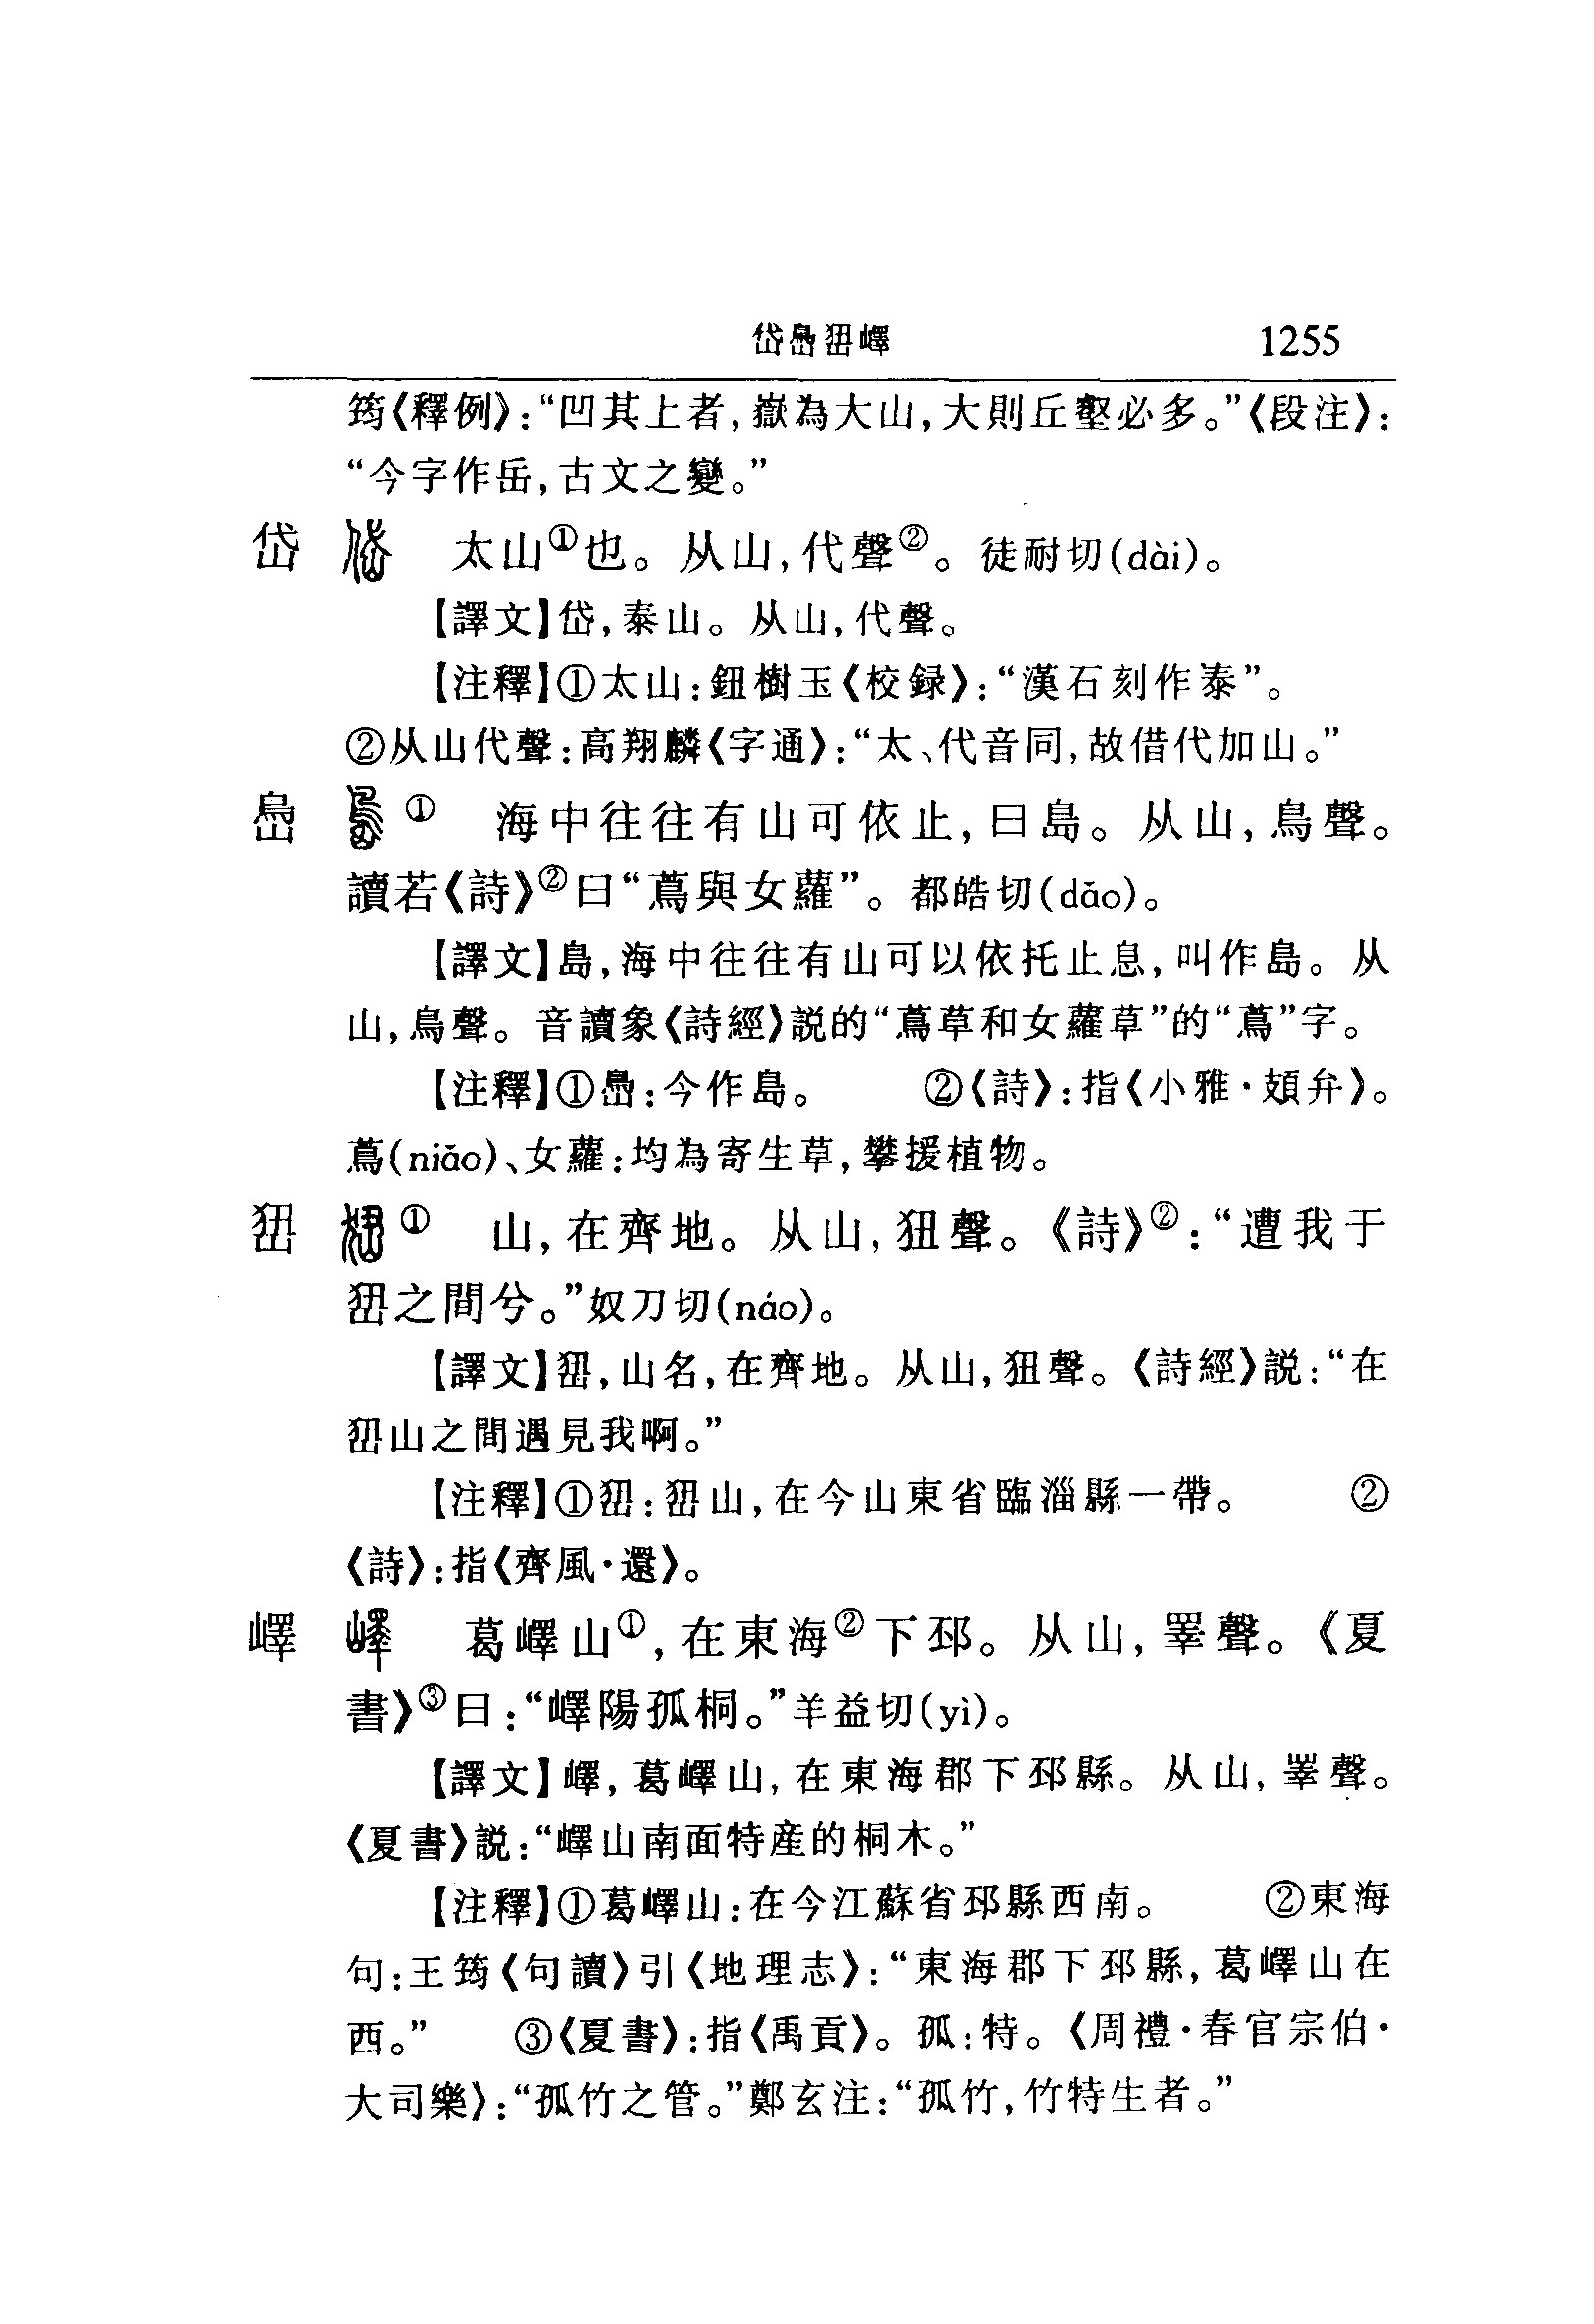 岱㠀峱嶧 1255
筠《釋例》：“凹其上者，嶽為大山，大則丘壑必多。”《段注》：
“今字作岳，古文之變。”
岱 太山①也。从山，代聲②。徒耐切(dài)。
【譯文】岱，泰山。从山，代聲。
【注釋】①太山：鈕樹玉《校録》：“漢石刻作”。
②从山代聲：高翔麟《字通》：“太、代音同，故借代加山。”
㠀 ① 海中往往有山可依止，曰島。从山，鳥聲。
讀若《詩》②曰“蔦與女蘿”。都皓切(dǎo)。
【譯文】島，海中往往有山可以依托止息，叫作島。从
山，鳥聲。音讀象《詩經》説的“蔦草和女蘿草”的“蔦”字。
【注釋】①㠀：今作島。 ②《詩》：指《小雅·頍弁》。
蔦(niǎo)、女蘿：均為寄生草，攀援植物。
峱 ① 山，在齊地。从山，狃聲。《詩》②：“遭我于
峱之間兮。”奴刀切(náo)。
【譯文】峱，山名，在齊地。从山，狃聲。《詩經》説：“在
峱山之間遇見我啊。”
【注釋】①峱：峱山，在今山東省臨淄縣一帶。 ②
《詩》：指《齊風·還》。
嶧 葛嶧山①，在東海②下邳。从山，睪聲。《夏
書》③曰：“嶧陽孤桐。”羊益切(yì)。
【譯文】嶧，葛嶧山，在東海郡下邳縣。从山，睪聲。
《夏書》説：“嶧山南面特産的桐木。”
【注釋】①葛嶧山：在今江蘇省邳縣西南。 ②東海
句：王筠《句讀》引《地理志》：“東海郡下邳縣，葛嶧山在
西。” ③《夏書》：指《禹貢》。孤：特。《周禮·春官宗伯·
大司樂》：“孤竹之管。”鄭玄注：“孤竹，竹特生者。”